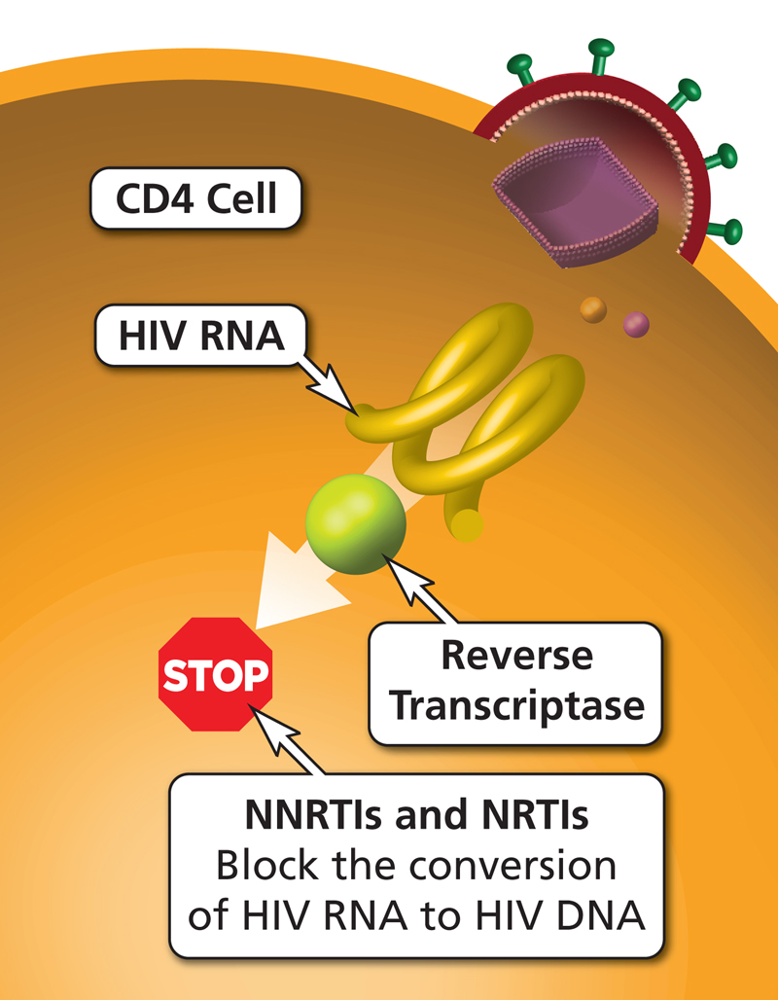 CD4 Cell
HIV RNA
Reverse
Transcriptase
STOP
NNRTIs and NRTIs
Block the conversion
of HIV RNA to HIV DNA